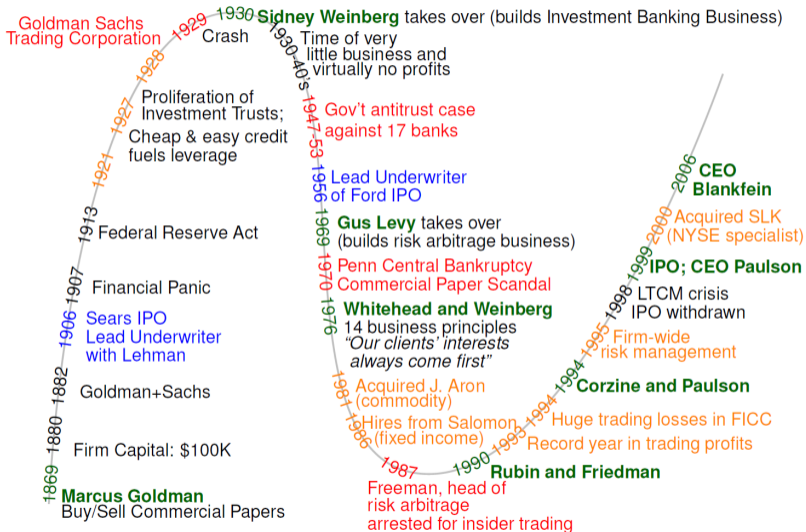 1869
Marcus Goldman
Buy/Sell Commercial Papers
1880
Firm Capital: $100K
1882
Goldman+Sachs
1906
Sears IPO
Lead Underwriter
with Lehman
1907
Financial Panic
1913
Federal Reserve Act
1921
1927
Proliferation of
Investment Trusts;
Cheap & easy credit
fuels leverage
1928
Goldman Sachs
Trading Corporation
1929
Crash
1930
Sidney Weinberg takes over (builds Investment Banking Business)
1930-40's
Time of very
little business and
virtually no profits
1947-53
Gov't antitrust case
against 17 banks
1956
Lead Underwriter
of Ford IPO
1969
Gus Levy takes over
(builds risk arbitrage business)
1970
Penn Central Bankruptcy
Commercial Paper Scandal
1976
Whitehead and Weinberg
14 business principles
“Our clients’ interests
always come first”
1981
Acquired J. Aron
(commodity)
1986
Hires from Salomon
(fixed income)
1987
Freeman, head of
risk arbitrage
arrested for insider trading
1990
Rubin and Friedman
1993
Record year in trading profits
1994
Huge trading losses in FICC
1994
Corzine and Paulson
1995
Firm-wide
risk management
1998
LTCM crisis
IPO withdrawn
1999
IPO; CEO Paulson
2000
Acquired SLK
(NYSE specialist)
2006
CEO
Blankfein